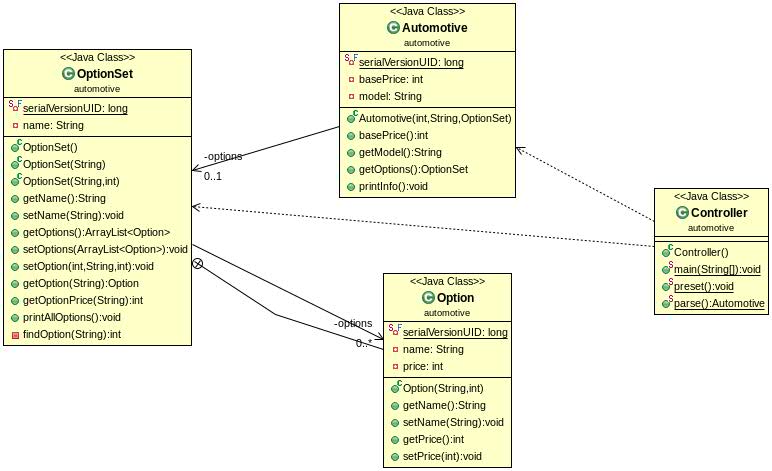 <<Java Class>>
OptionSet
automotive
serialVersionUID: long
name: String
OptionSet()
OptionSet(String)
OptionSet(String,int)
getName():String
setName(String):void
getOptions():ArrayList<Option>
setOptions(ArrayList<Option>):void
setOption(int,String,int):void
getOption(String):Option
getOptionPrice(String):int
printAllOptions():void
findOption(String):int
<<Java Class>>
Automotive
automotive
serialVersionUID: long
basePrice: int
model: String
Automotive(int,String,OptionSet)
basePrice():int
getModel():String
getOptions():OptionSet
printInfo():void
-options
0..1
<<Java Class>>
Controller
automotive
Controller()
main(String[]):void
preset():void
parse():Automotive
-options
0..*
<<Java Class>>
Option
automotive
serialVersionUID: long
name: String
price: int
Option(String,int)
getName():String
setName(String):void
getPrice():int
setPrice(int):void